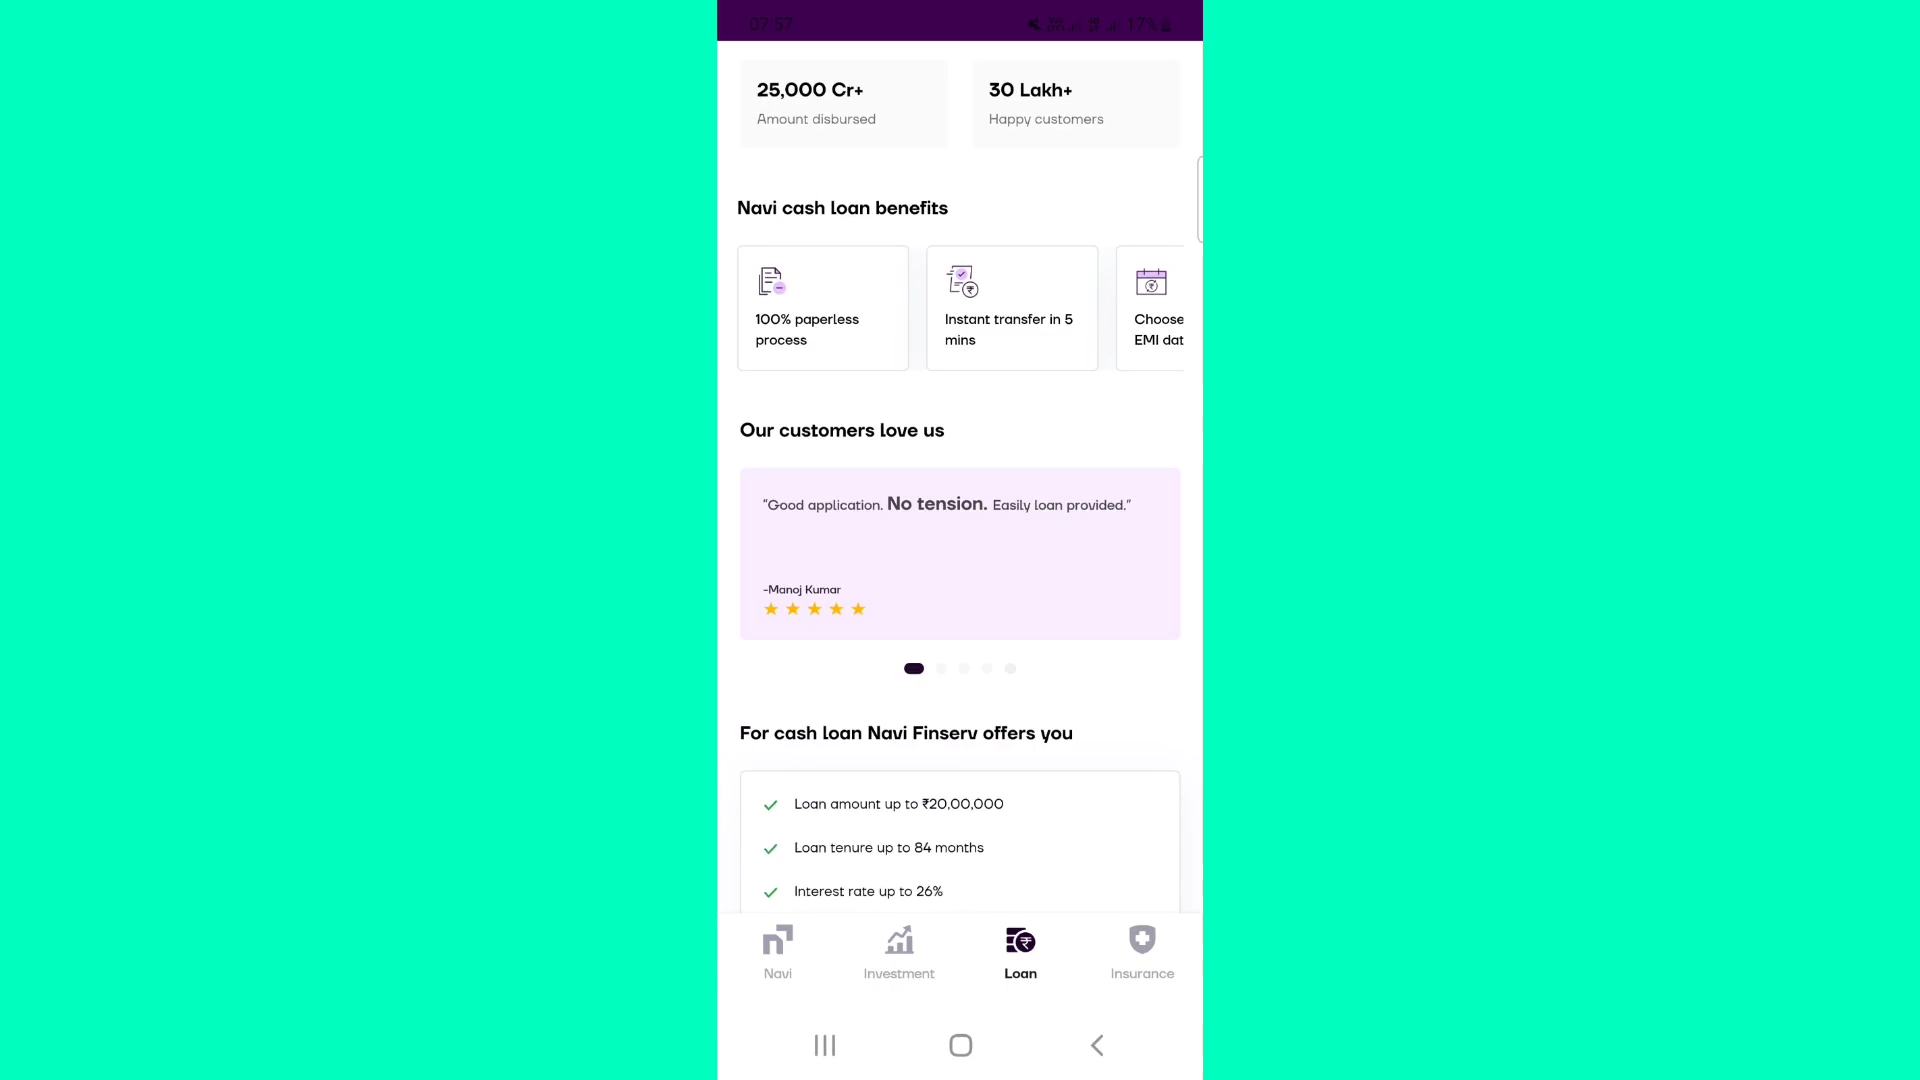 07:57
17%
25,000 Cr+
Amount disbursed
30 Lakh+
Happy customers
Navi cash loan benefits
100% paperless
process
Instant transfer in 5
mins
Choose
EMI dat
Our customers love us
“Good application. No tension. Easily loan provided.”
-Manoj Kumar
For cash loan Navi Finserv offers you
Loan amount up to ₹20,00,000
Loan tenure up to 84 months
Interest rate up to 26%
Navi
Investment
Loan
Insurance